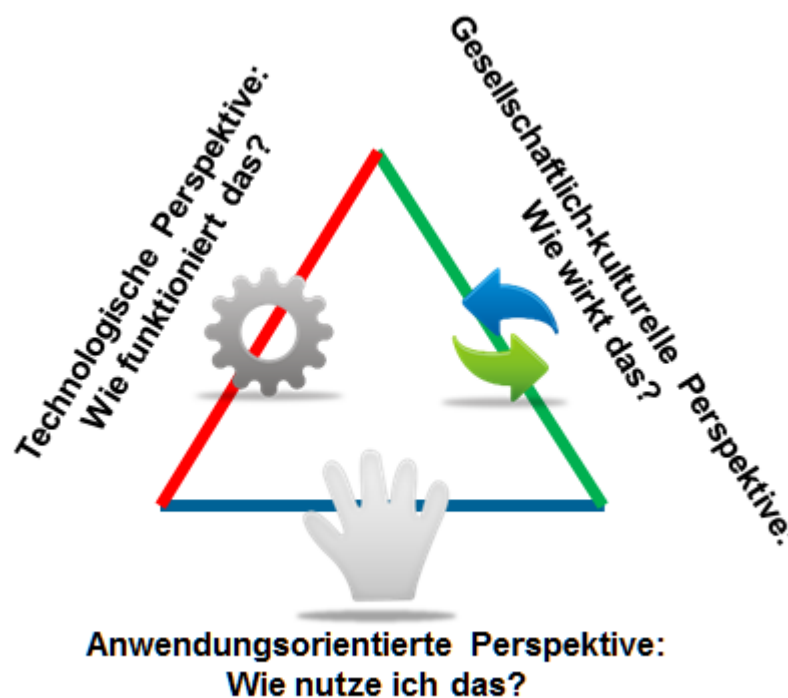 Technologische Perspektive:
Wie funktioniert das?
Gesellschaftlich-kulturelle Perspektive:
Wie wirkt das?
Anwendungsorientierte Perspektive:
Wie nutze ich das?